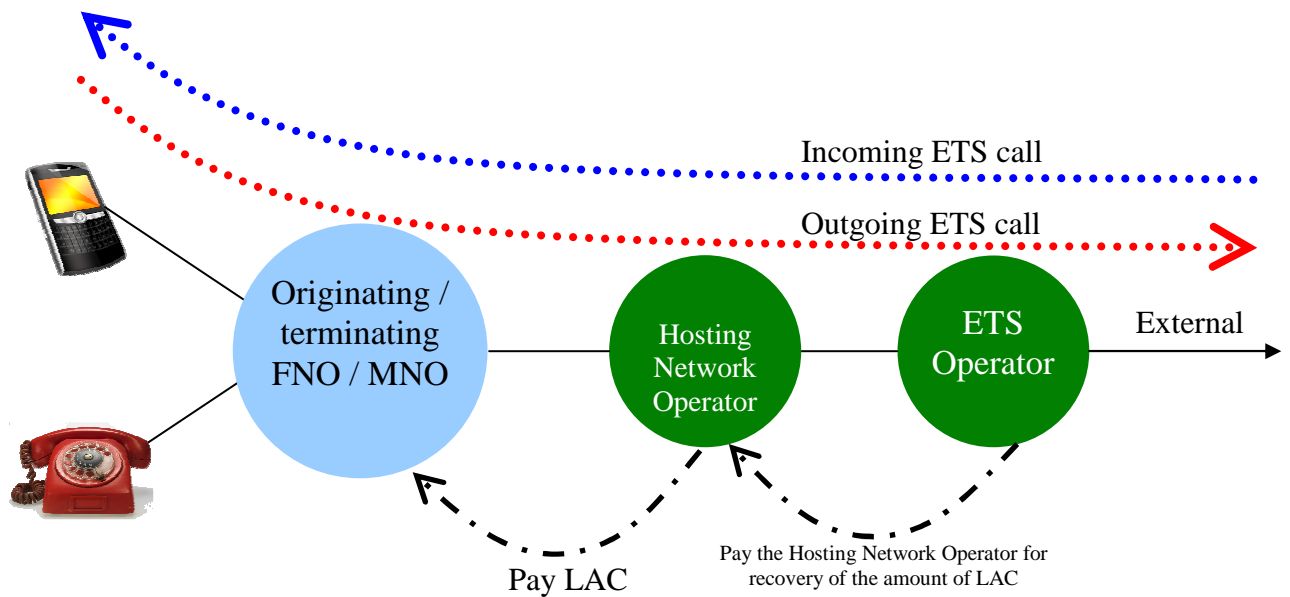 Incoming ETS call
Outgoing ETS call
Originating /
terminating
FNO / MNO
Hosting
Network
Operator
ETS
Operator
External
Pay LAC
Pay the Hosting Network Operator for
recovery of the amount of LAC